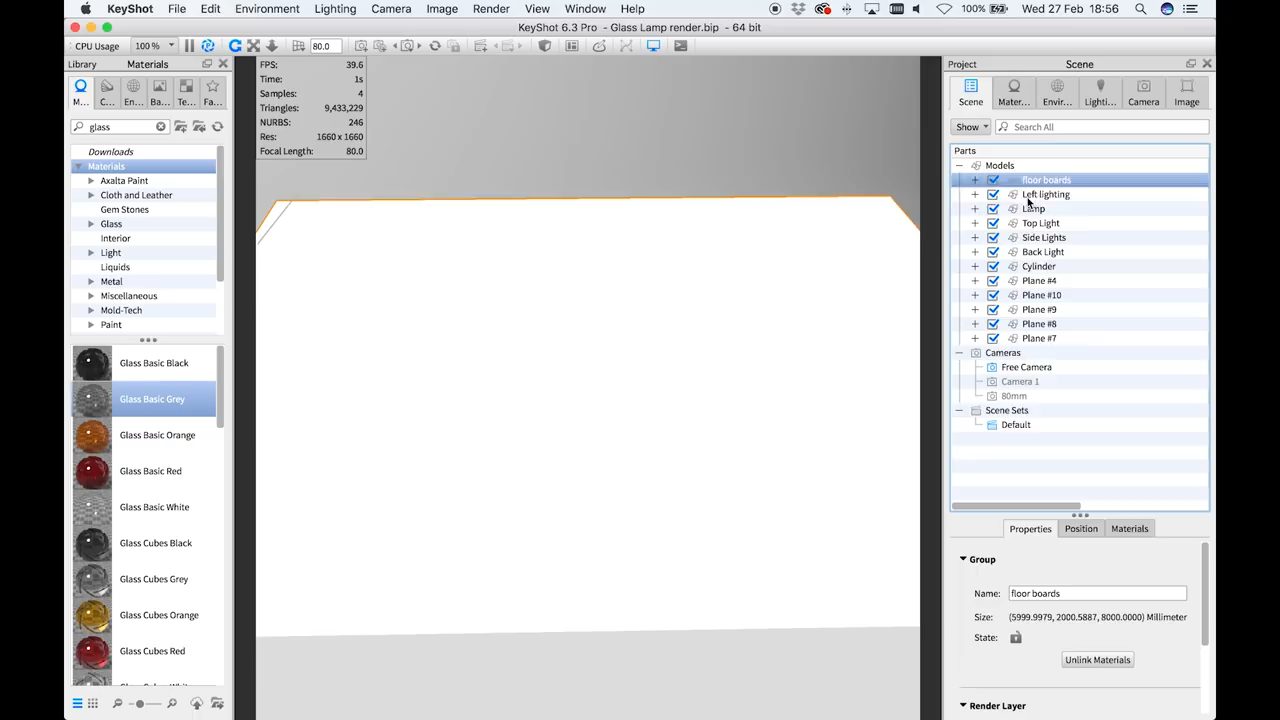 KeyShot File Edit Environment Lighting Camera Image Render View Window Help 100% Wed 27 Feb 18:56
KeyShot 6.3 Pro - Glass Lamp render.bip - 64 bit
CPU Usage 100 % 80.0
Library Materials
M... C... En... Ba... Te... Fa...
glass
Downloads
Materials
Axalta Paint
Cloth and Leather
Gem Stones
Glass
Interior
Light
Liquids
Metal
Miscellaneous
Mold-Tech
Paint
Glass Basic Black
Glass Basic Grey
Glass Basic Orange
Glass Basic Red
Glass Basic White
Glass Cubes Black
Glass Cubes Grey
Glass Cubes Orange
Glass Cubes Red
FPS: 39.6
Time: 1s
Samples: 4
Triangles: 9,433,229
NURBS: 246
Res: 1660 x 1660
Focal Length: 80.0
Project Scene
Scene Mater... Envir... Lighti... Camera Image
Show Search All
Parts
Models
floor boards
Left lighting
Lamp
Top Light
Side Lights
Back Light
Cylinder
Plane #4
Plane #10
Plane #9
Plane #8
Plane #7
Cameras
Free Camera
Camera 1
80mm
Scene Sets
Default
Properties Position Materials
Group
Name: floor boards
Size: (5999.9979, 2000.5887, 8000.0000) Millimeter
State:
Unlink Materials
Render Layer